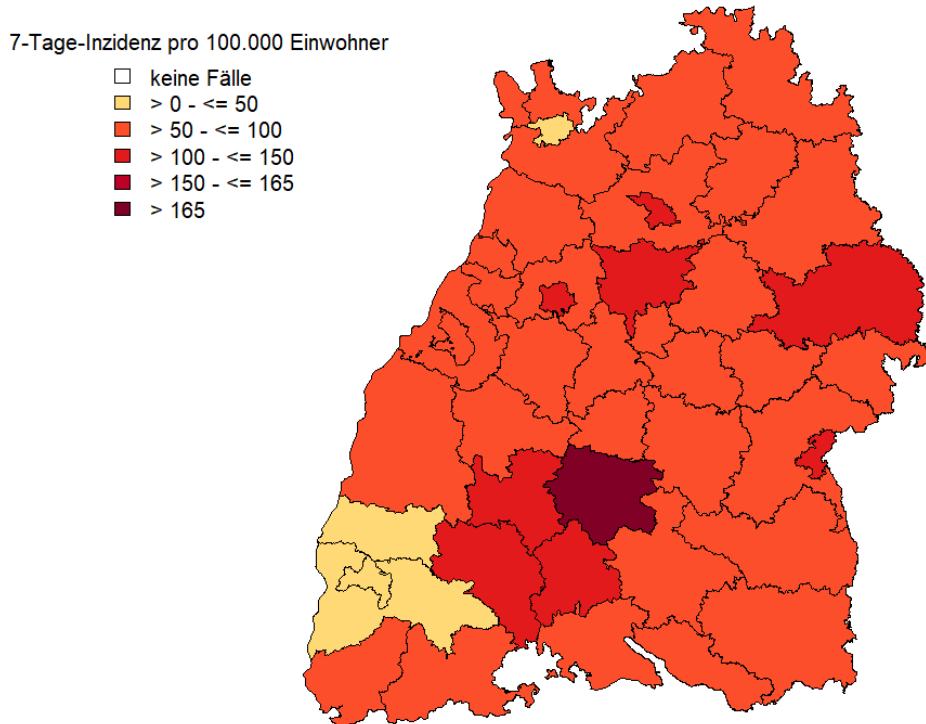 7-Tage-Inzidenz pro 100.000 Einwohner
keine Fälle
> 0 - <= 50
> 50 - <= 100
> 100 - <= 150
> 150 - <= 165
> 165